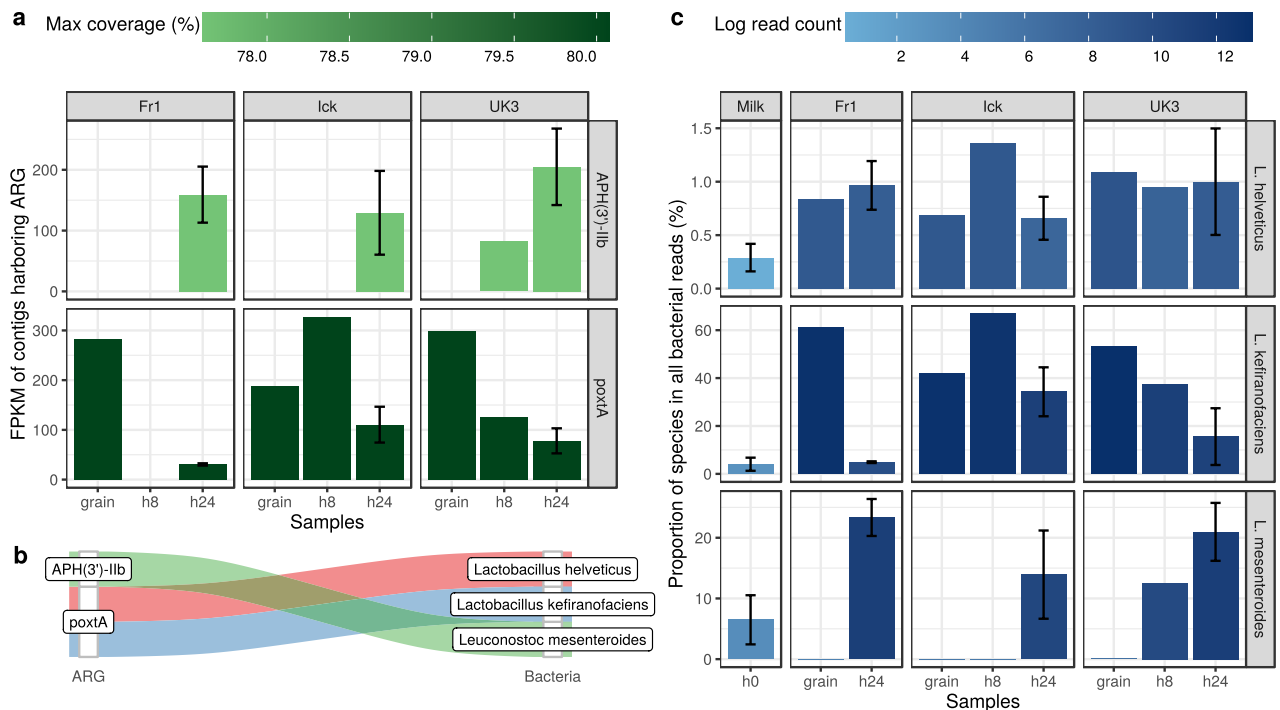 a
Max coverage (%)
78.0 78.5 79.0 79.5 80.0
Fr1 Ick UK3
FPKM of contigs harboring ARG
200
100
0
APH(3')-IIb
300
200
100
0
poxtA
grain h8 h24 grain h8 h24 grain h8 h24
Samples
b
APH(3')-IIb
poxtA
Lactobacillus helveticus
Lactobacillus kefiranofaciens
Leuconostoc mesenteroides
ARG Bacteria
c
Log read count
2 4 6 8 10 12
Milk Fr1 Ick UK3
Proportion of species in all bacterial reads (%)
1.5
1.0
0.5
0.0
L. helveticus
60
40
20
0
L. kefiranofaciens
20
10
0
L. mesenteroides
h0 grain h24 grain h8 h24 grain h8 h24
Samples